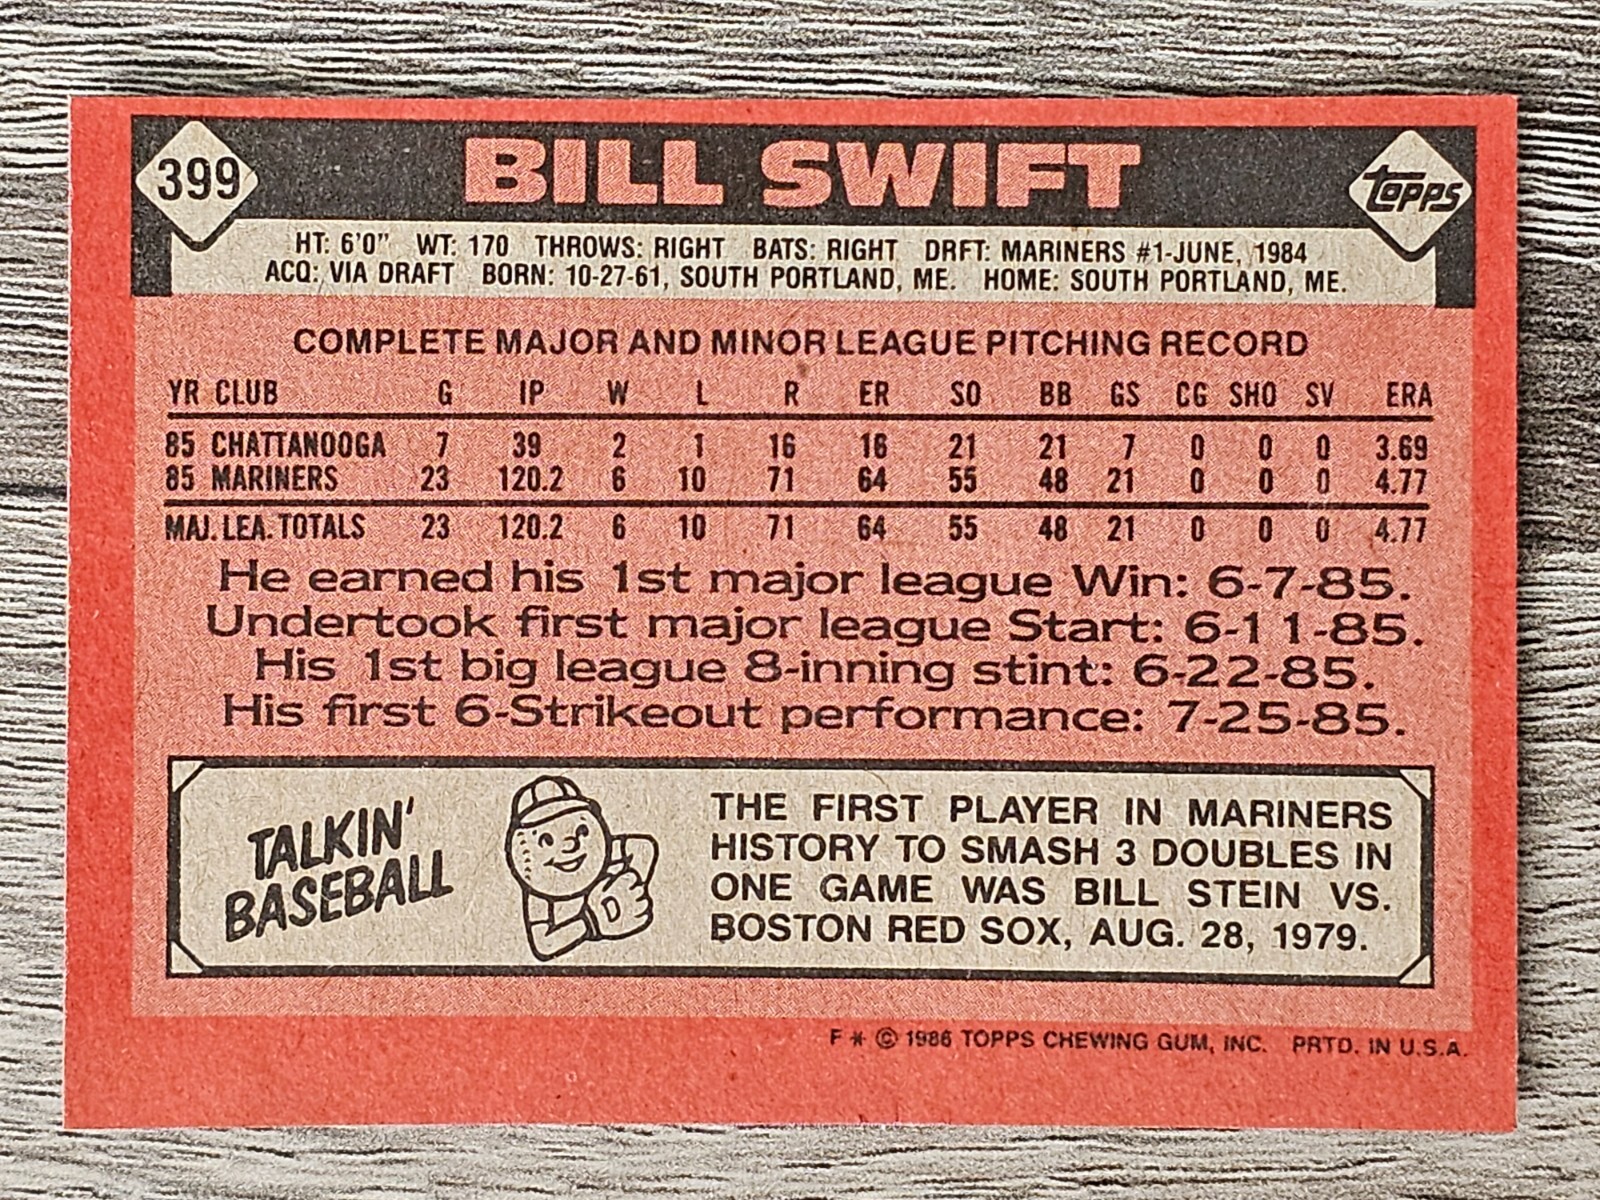 399
BILL SWIFT
TOPPS
HT: 6'0" WT: 170 THROWS: RIGHT BATS: RIGHT DRFT: MARINERS #1-JUNE, 1984
ACQ: VIA DRAFT BORN: 10-27-61, SOUTH PORTLAND, ME. HOME: SOUTH PORTLAND, ME.
COMPLETE MAJOR AND MINOR LEAGUE PITCHING RECORD
YR CLUB G IP W L R ER SO BB GS CG SHO SV ERA
85 CHATTANOOGA 7 39 2 1 16 16 21 21 7 0 0 0 3.69
85 MARINERS 23 120.2 6 10 71 64 55 48 21 0 0 0 4.77
MAJ. LEA. TOTALS 23 120.2 6 10 71 64 55 48 21 0 0 0 4.77
He earned his 1st major league Win: 6-7-85.
Undertook first major league Start: 6-11-85.
His 1st big league 8-inning stint: 6-22-85.
His first 6-Strikeout performance: 7-25-85.
TALKIN'
BASEBALL
THE FIRST PLAYER IN MARINERS
HISTORY TO SMASH 3 DOUBLES IN
ONE GAME WAS BILL STEIN VS.
BOSTON RED SOX, AUG. 28, 1979.
F * © 1986 TOPPS CHEWING GUM, INC. PRTD. IN U.S.A.